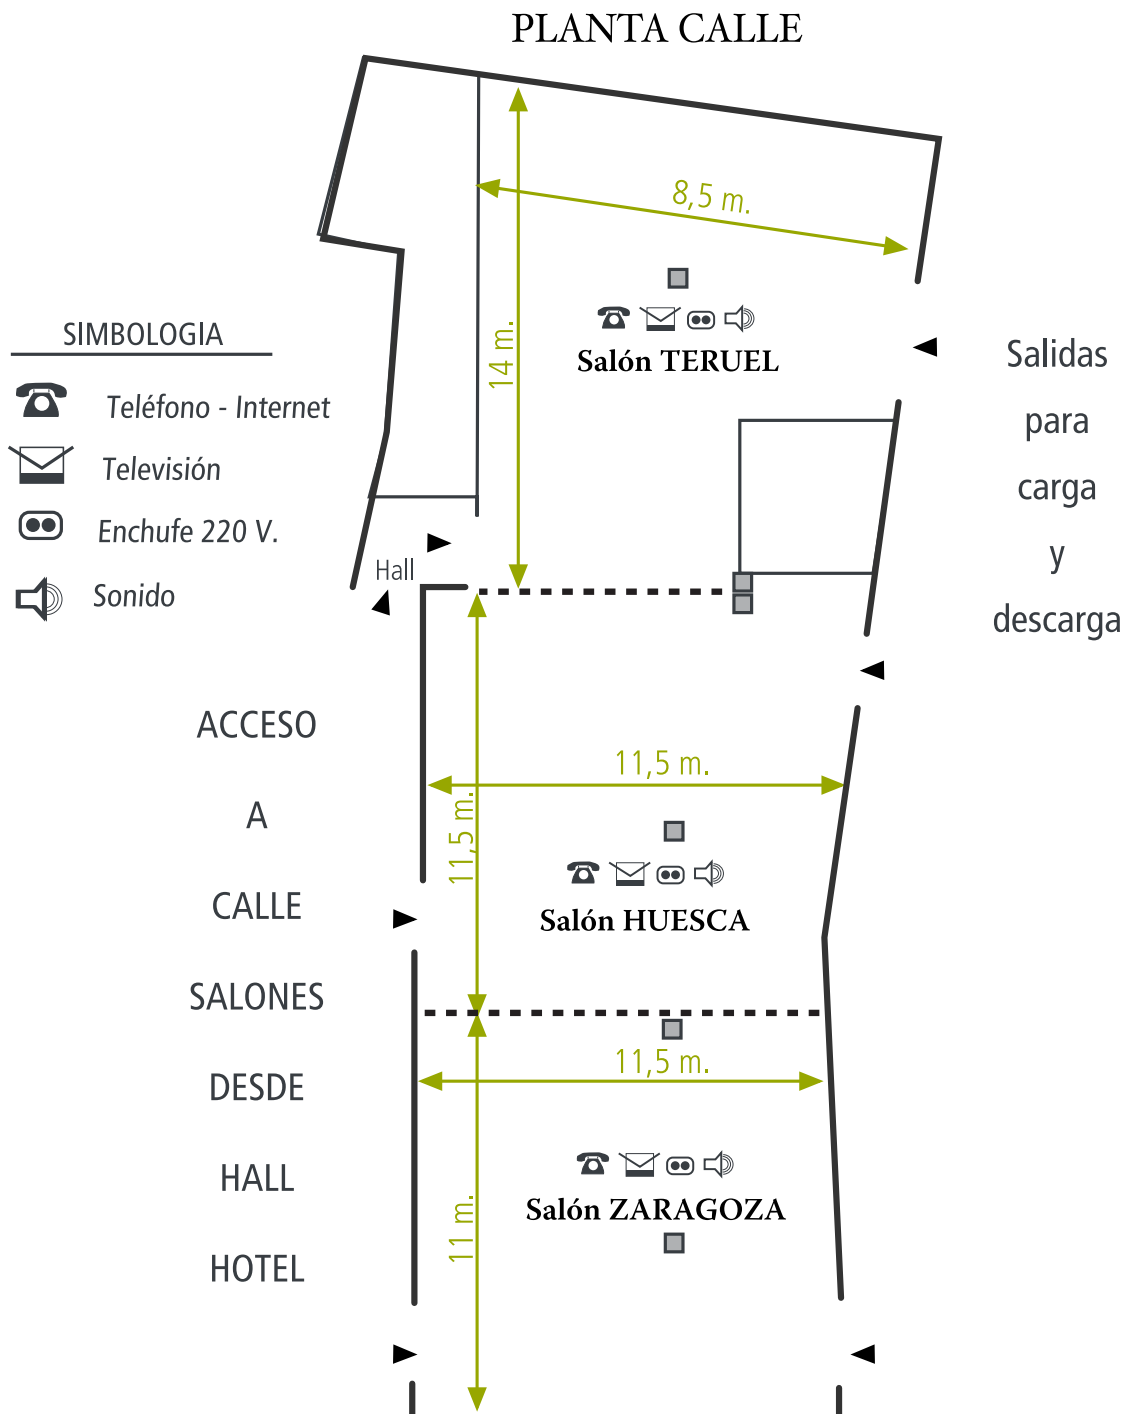 PLANTA CALLE
8,5 m.
14 m.
Salón TERUEL
SIMBOLOGIA
Teléfono - Internet
Televisión
Enchufe 220 V.
Sonido
Hall
Salidas
para
carga
y
descarga
ACCESO
A
CALLE
SALONES
DESDE
HALL
HOTEL
11,5 m.
11,5 m.
Salón HUESCA
11,5 m.
11 m.
Salón ZARAGOZA